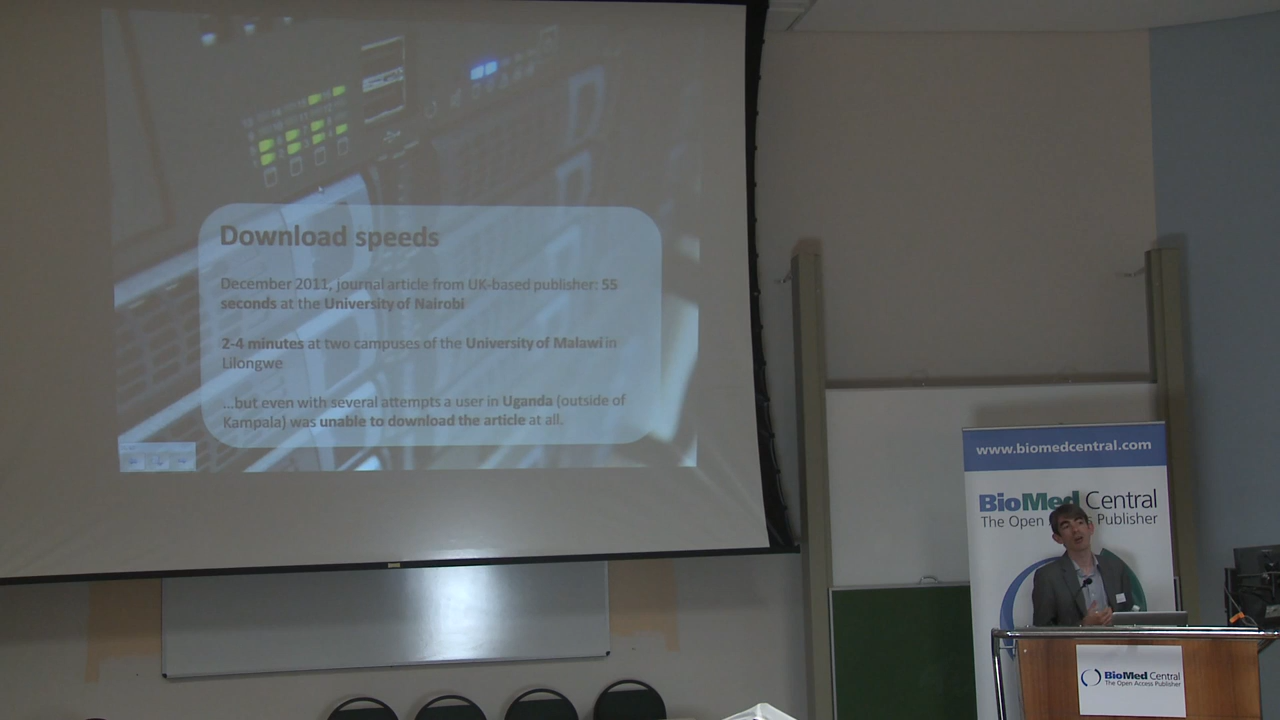 Download speeds
December 2011, journal article from UK-based publisher: 55
seconds at the University of Nairobi
2-4 minutes at two campuses of the University of Malawi in
Lilongwe
...but even with several attempts a user in Uganda (outside of
Kampala) was unable to download the article at all.
www.biomedcentral.com
BioMed Central
The Open Access Publisher
BioMed Central
The Open Access Publisher